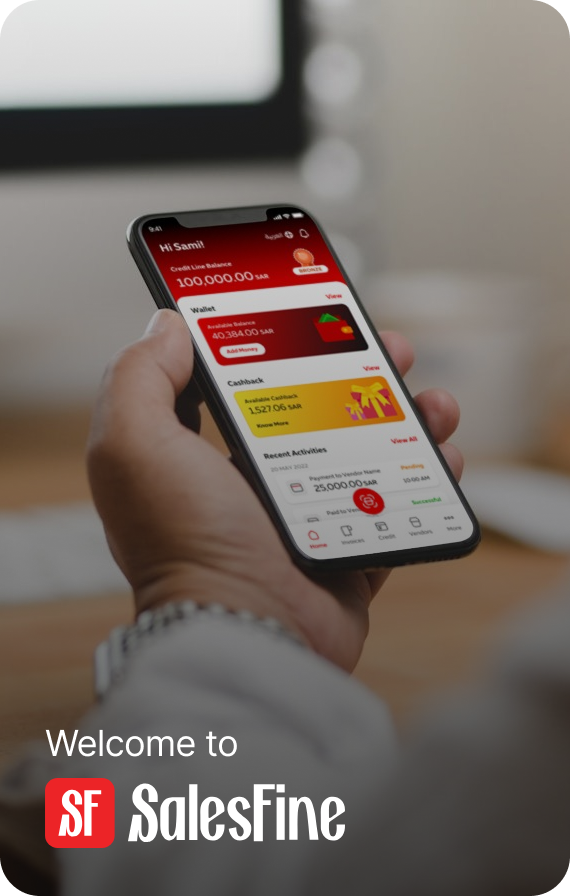 9:41
Hi Sami!
العربية
Credit Line Balance
100,000.00 SAR
BRONZE
Wallet
View
Available Balance
40,384.00 SAR
Add Money
Cashback
View
Available Cashback
1,527.06 SAR
Know More
Recent Activities
View All
20 MAY 2022
Payment to Vendor Name
Pending
25,000.00 SAR
10:00 AM
Paid to Ven
Successful
Home
Invoices
Credit
Vendors
More
Welcome to
SF SalesFine